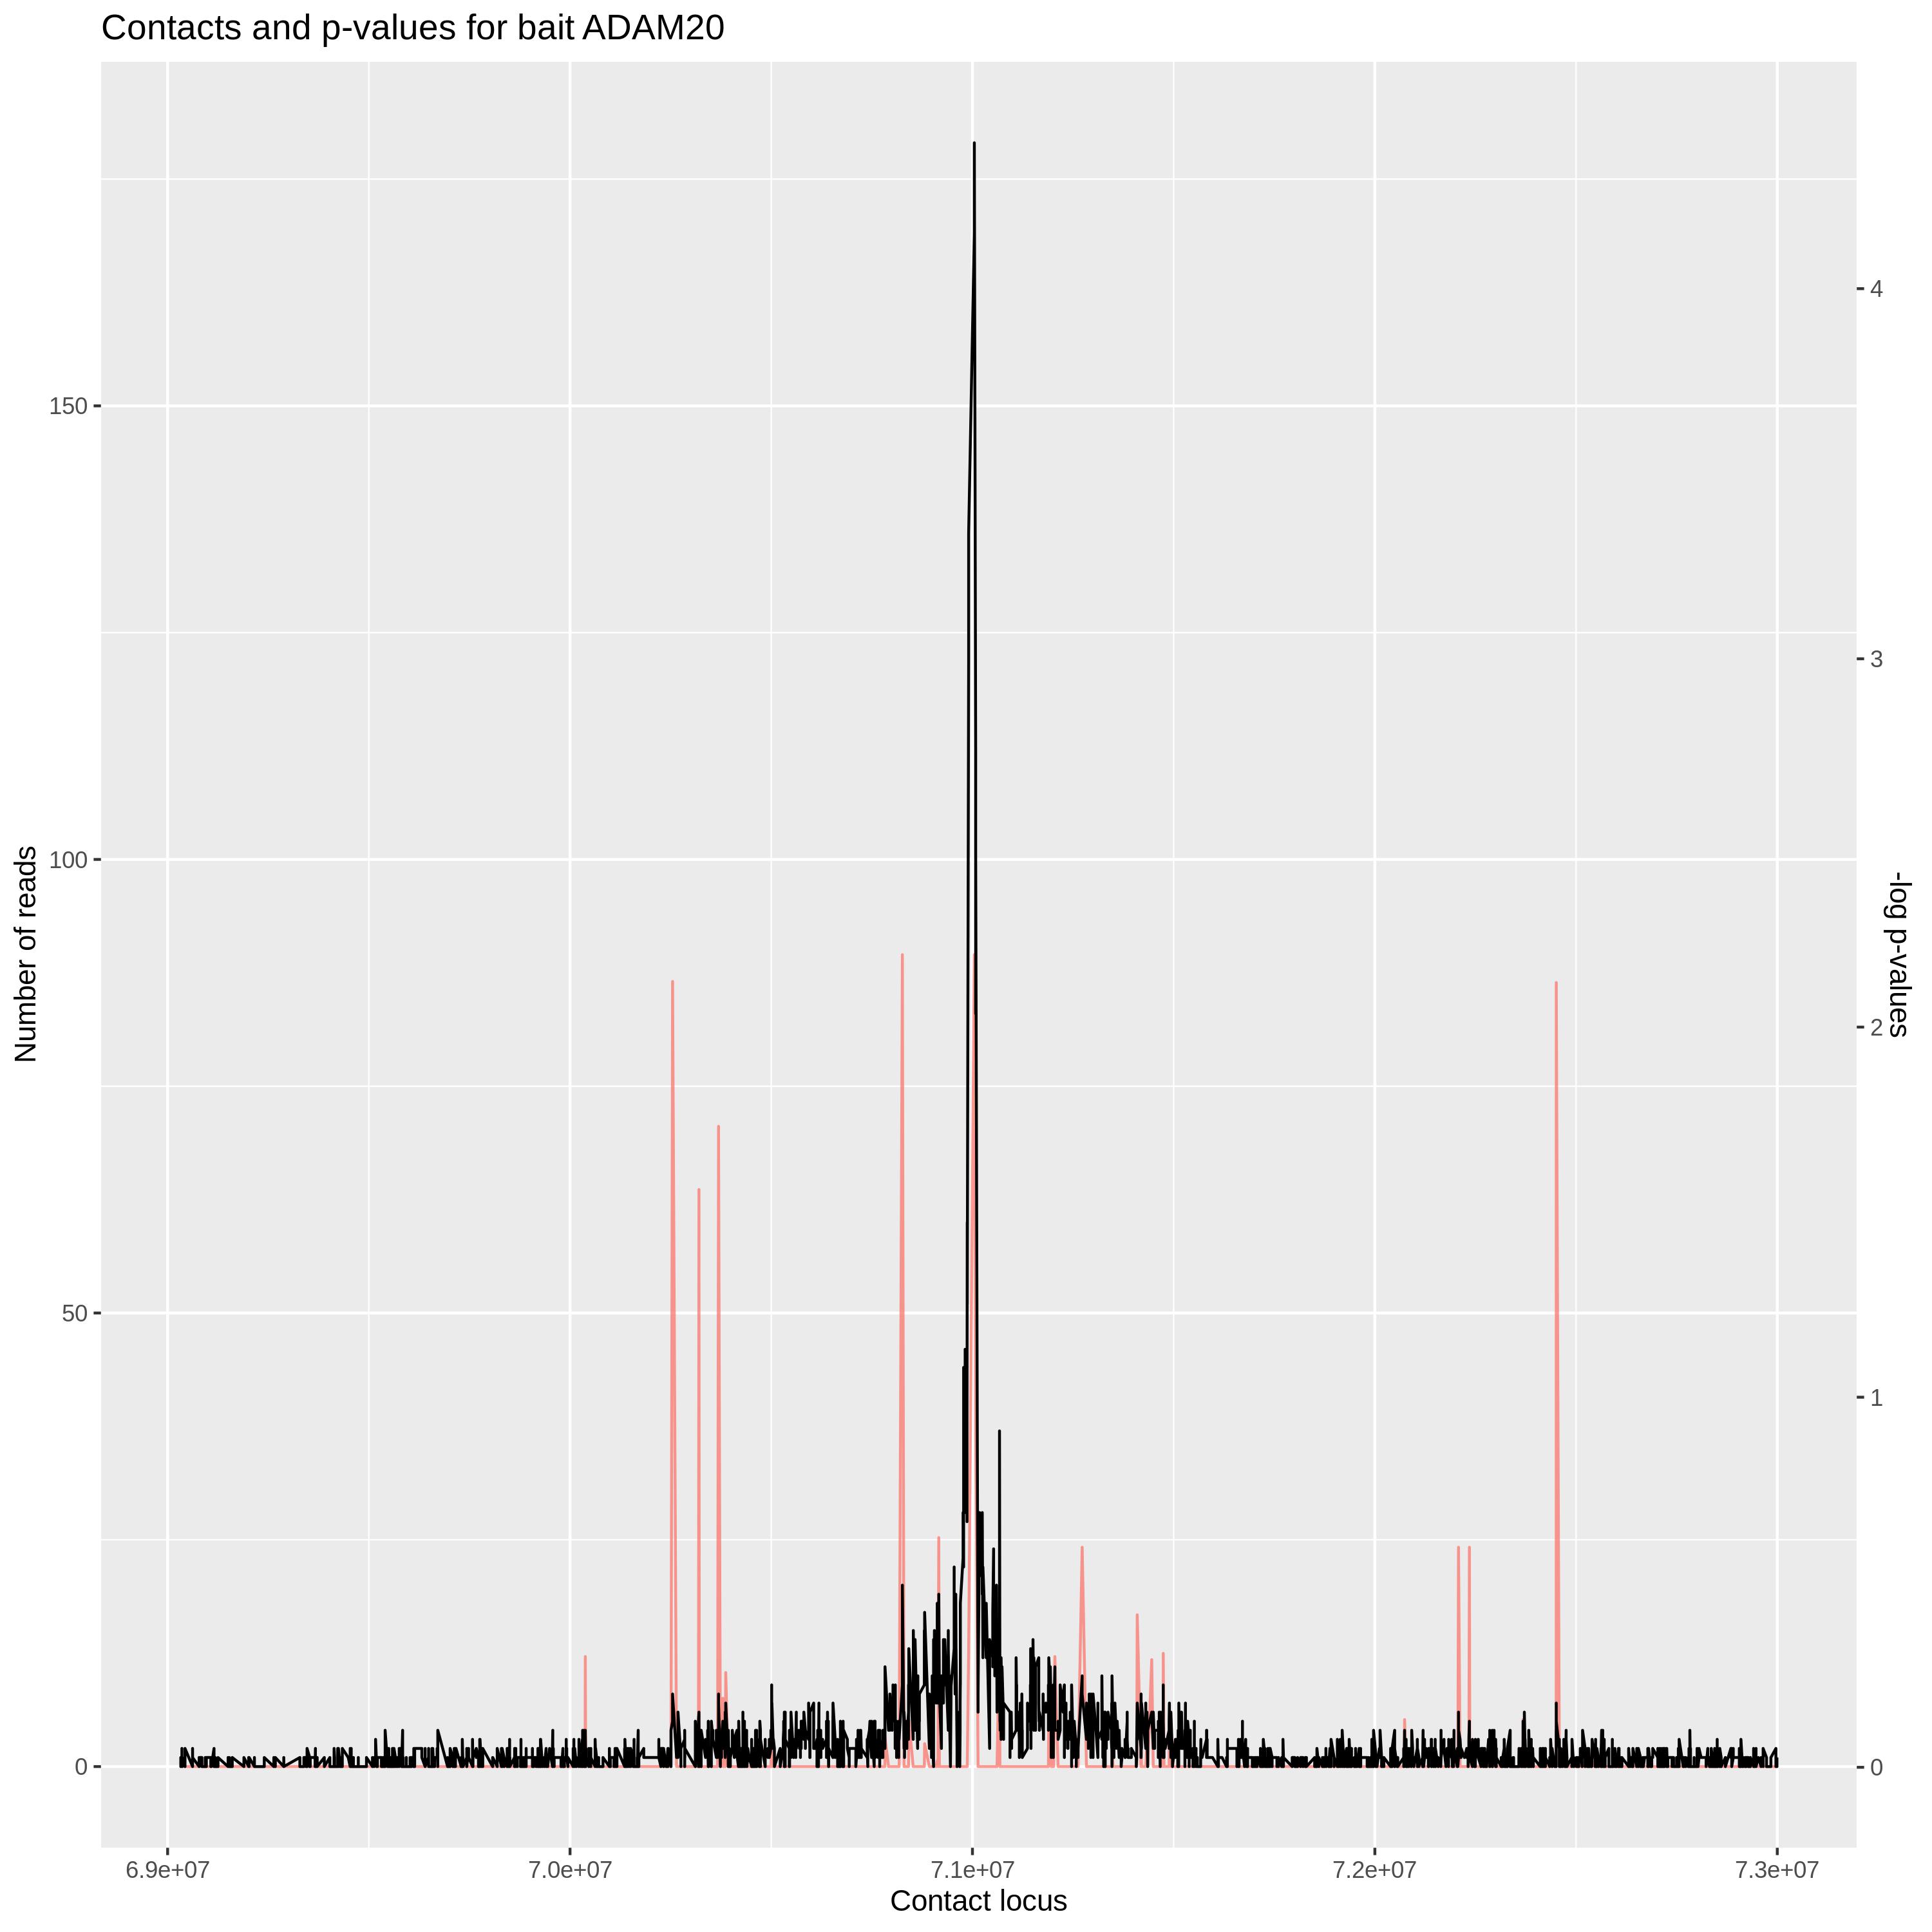 Contacts and p-values for bait ADAM20
Number of reads
150
100
50
0
4
3
2
1
0
-log p-values
6.9e+07 7.0e+07 7.1e+07 7.2e+07 7.3e+07
Contact locus